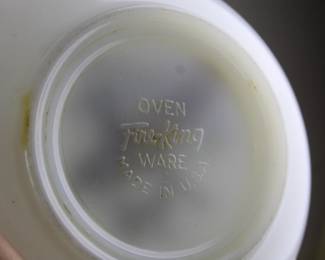 OVEN
Fire-King
WARE
MADE IN U.S.A.